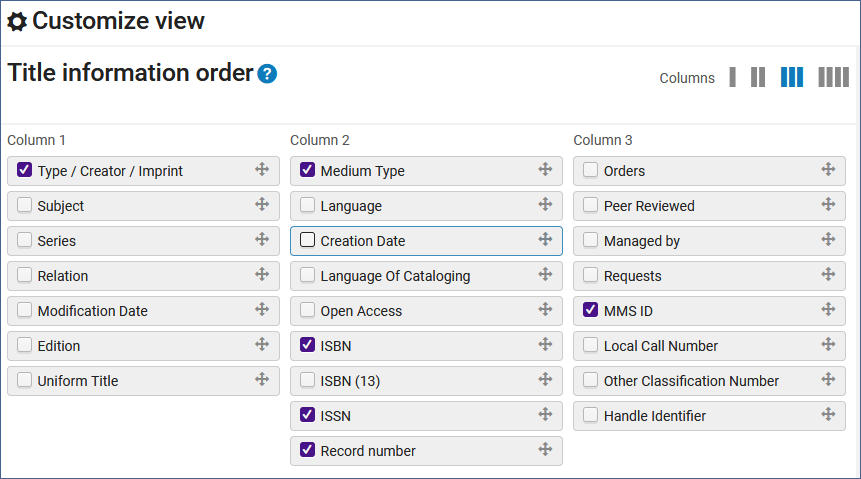 Customize view
Title information order
Columns
Column 1
Type / Creator / Imprint
Subject
Series
Relation
Modification Date
Edition
Uniform Title
Column 2
Medium Type
Language
Creation Date
Language Of Cataloging
Open Access
ISBN
ISBN (13)
ISSN
Record number
Column 3
Orders
Peer Reviewed
Managed by
Requests
MMS ID
Local Call Number
Other Classification Number
Handle Identifier